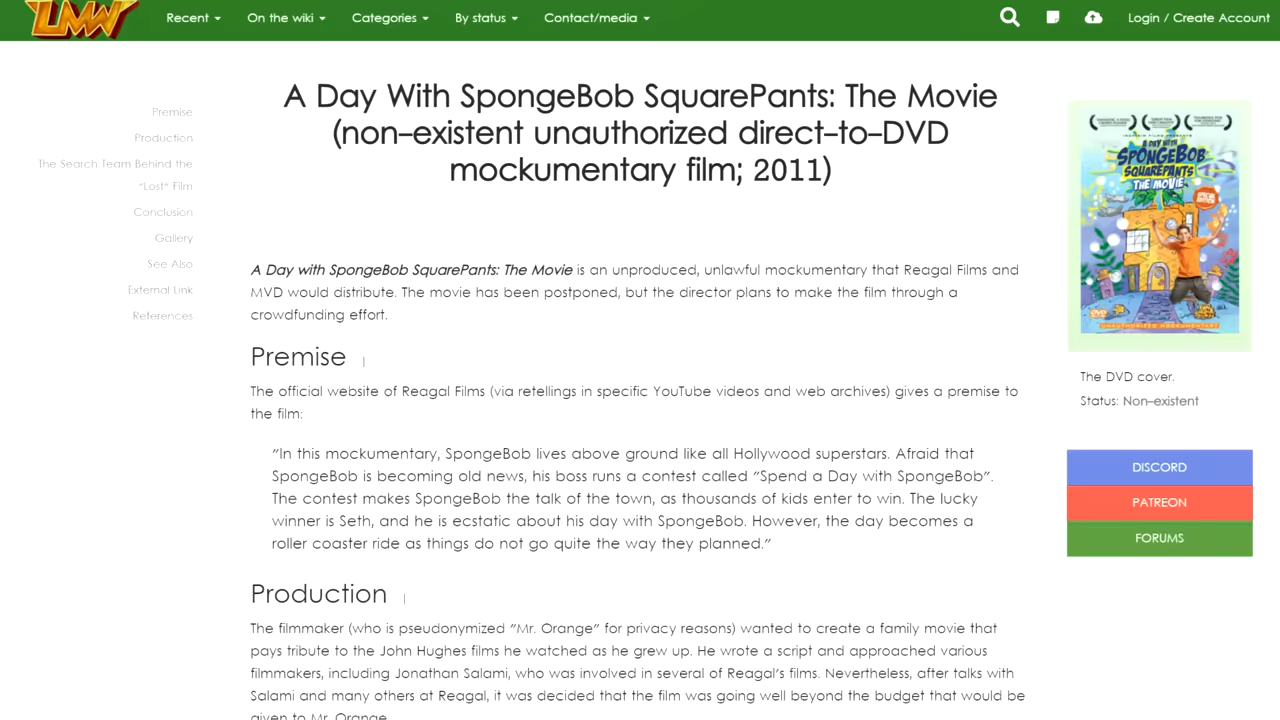 LMW
Recent
On the wiki
Categories
By status
Contact/media
Login / Create Account
A Day With SpongeBob SquarePants: The Movie
(non-existent unauthorized direct-to-DVD
mockumentary film; 2011)
Premise
Production
The Search Team Behind the
"Lost" Film
Conclusion
Gallery
See Also
External Link
References
A Day with SpongeBob SquarePants: The Movie is an unproduced, unlawful mockumentary that Reagal Films and
MVD would distribute. The movie has been postponed, but the director plans to make the film through a
crowdfunding effort.
Premise
The official website of Reagal Films (via retellings in specific YouTube videos and web archives) gives a premise to
the film:
"In this mockumentary, SpongeBob lives above ground like all Hollywood superstars. Afraid that
SpongeBob is becoming old news, his boss runs a contest called "Spend a Day with SpongeBob".
The contest makes SpongeBob the talk of the town, as thousands of kids enter to win. The lucky
winner is Seth, and he is ecstatic about his day with SpongeBob. However, the day becomes a
roller coaster ride as things do not go quite the way they planned."
Production
The filmmaker (who is pseudonymized "Mr. Orange" for privacy reasons) wanted to create a family movie that
pays tribute to the John Hughes films he watched as he grew up. He wrote a script and approached various
filmmakers, including Jonathan Salami, who was involved in several of Reagal's films. Nevertheless, after talks with
Salami and many others at Reagal, it was decided that the film was going well beyond the budget that would be
given to Mr. Orange.
A DAY WITH
SPONGEBOB
SQUAREPANTS
THE MOVIE
UNAUTHORIZED MOCKUMENTARY
The DVD cover.
Status: Non-existent
DISCORD
PATREON
FORUMS